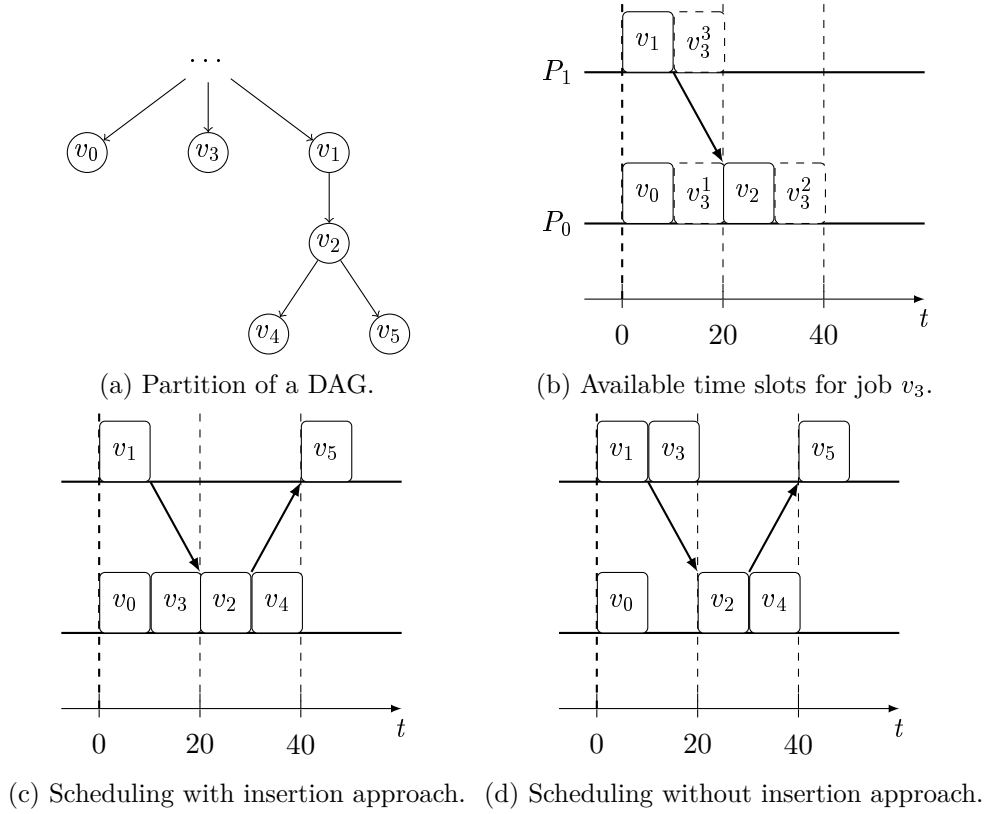 ...
v0 v3 v1
v2
v4 v5
(a) Partition of a DAG.
v1 v3^3
P1
v0 v3^1 v2 v3^2
P0
t
0 20 40
(b) Available time slots for job v3.
v1 v5
v0 v3 v2 v4
t
0 20 40
(c) Scheduling with insertion approach.
v1 v3 v5
v0 v2 v4
t
0 20 40
(d) Scheduling without insertion approach.